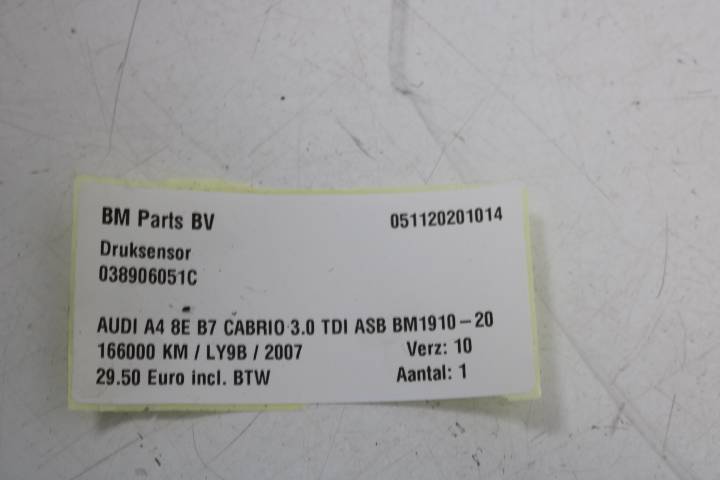 BM Parts BV 051120201014
Druksensor
038906051C
AUDI A4 8E B7 CABRIO 3.0 TDI ASB BM1910-20
166000 KM / LY9B / 2007 Verz: 10
29.50 Euro incl. BTW Aantal: 1